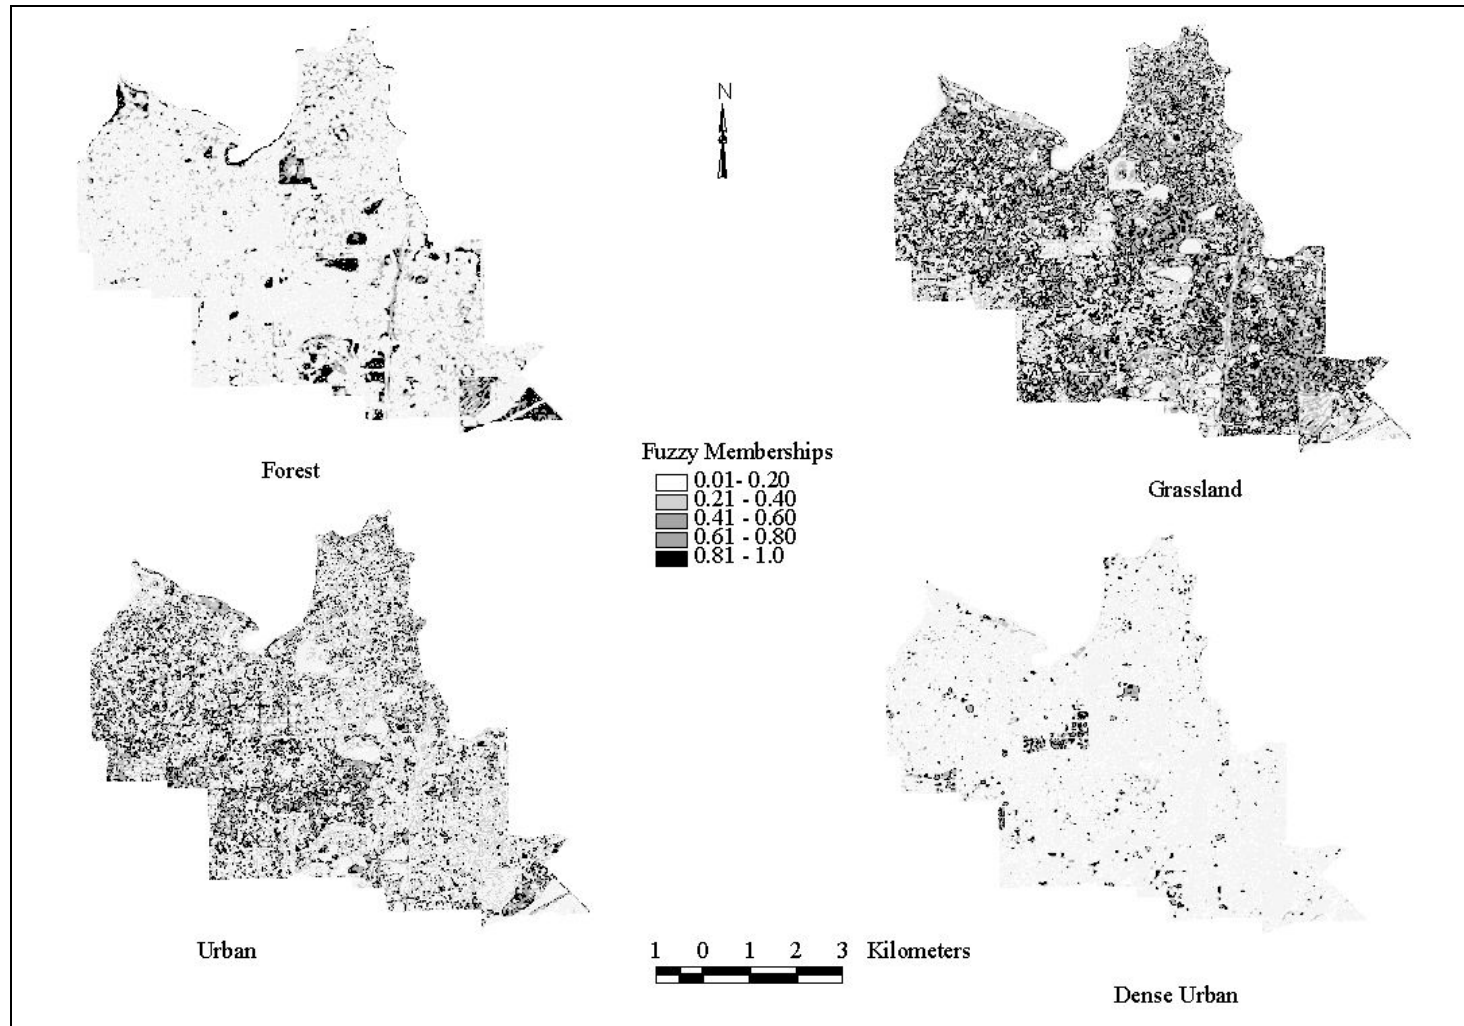 N
Forest
Grassland
Fuzzy Memberships
0.01- 0.20
0.21 - 0.40
0.41 - 0.60
0.61 - 0.80
0.81 - 1.0
Urban
1 0 1 2 3 Kilometers
Dense Urban